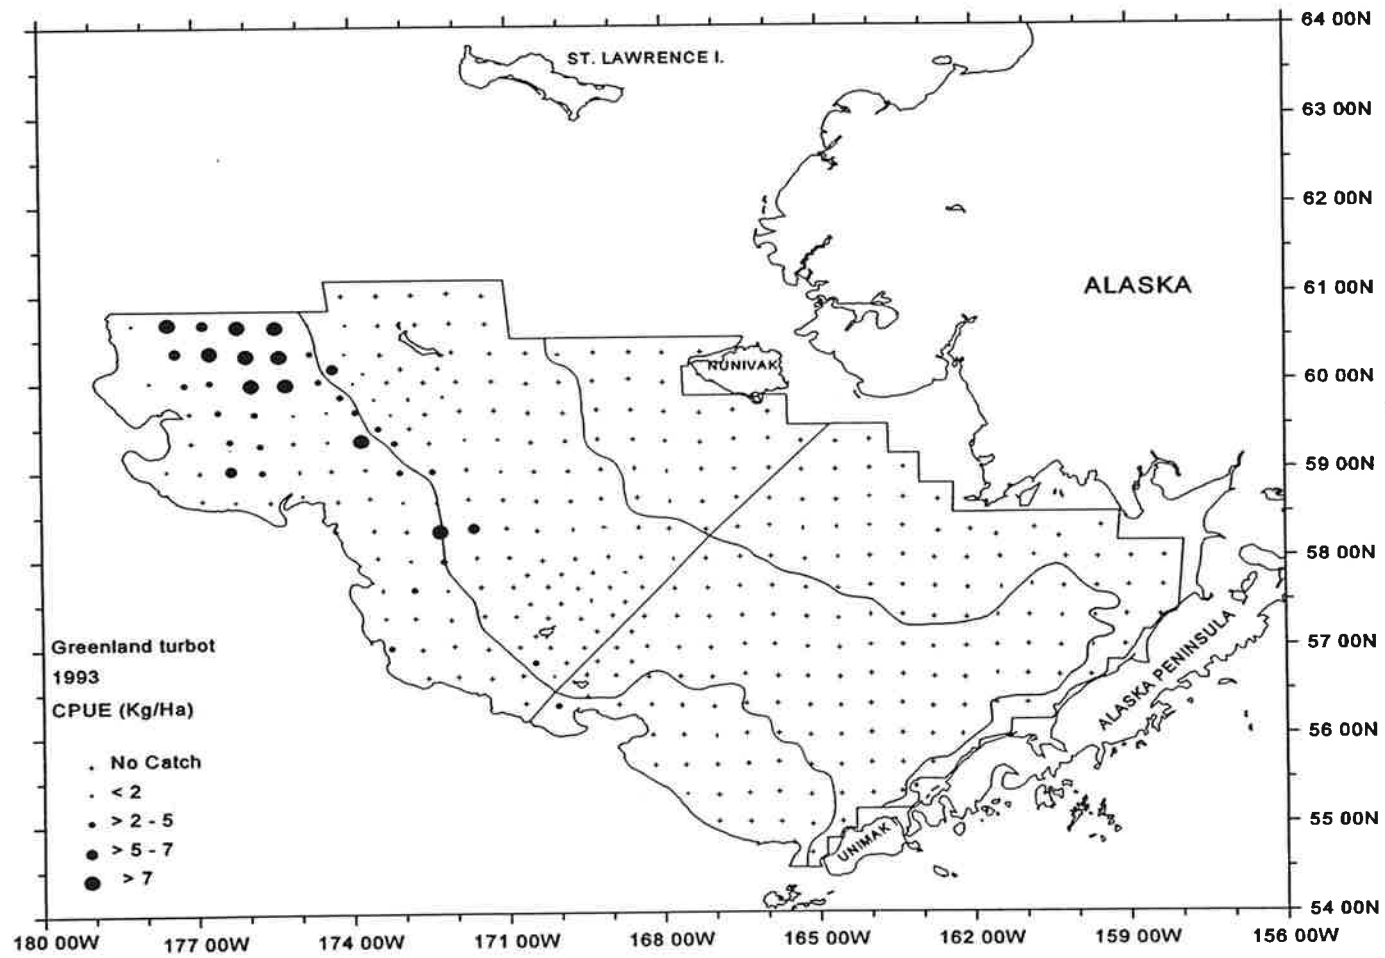 64 00N
ST. LAWRENCE I.
63 00N
62 00N
ALASKA
61 00N
NUNIVAK
60 00N
59 00N
58 00N
57 00N
ALASKA PENINSULA
Greenland turbot
1993
CPUE (Kg/Ha)
56 00N
No Catch
< 2
> 2 - 5
> 5 - 7
> 7
55 00N
UNIMAK
54 00N
180 00W 177 00W 174 00W 171 00W 168 00W 165 00W 162 00W 159 00W 156 00W